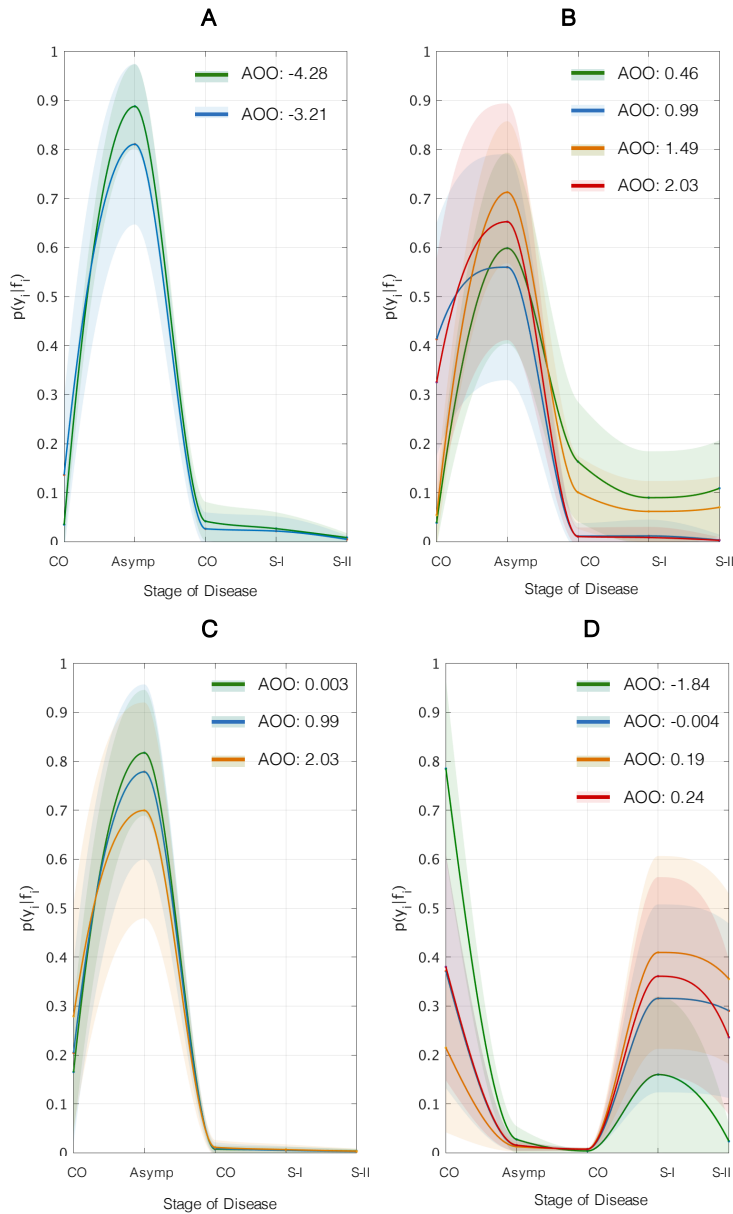 A
1
0.9
0.8
0.7
0.6
0.5
0.4
0.3
0.2
0.1
0
p(y_i|f_i)
AOO: -4.28
AOO: -3.21
CO Asymp CO S-I S-II
Stage of Disease
B
1
0.9
0.8
0.7
0.6
0.5
0.4
0.3
0.2
0.1
0
p(y_i|f_i)
AOO: 0.46
AOO: 0.99
AOO: 1.49
AOO: 2.03
CO Asymp CO S-I S-II
Stage of Disease
C
1
0.9
0.8
0.7
0.6
0.5
0.4
0.3
0.2
0.1
0
p(y_i|f_i)
AOO: 0.003
AOO: 0.99
AOO: 2.03
CO Asymp CO S-I S-II
Stage of Disease
D
1
0.9
0.8
0.7
0.6
0.5
0.4
0.3
0.2
0.1
0
p(y_i|f_i)
AOO: -1.84
AOO: -0.004
AOO: 0.19
AOO: 0.24
CO Asymp CO S-I S-II
Stage of Disease